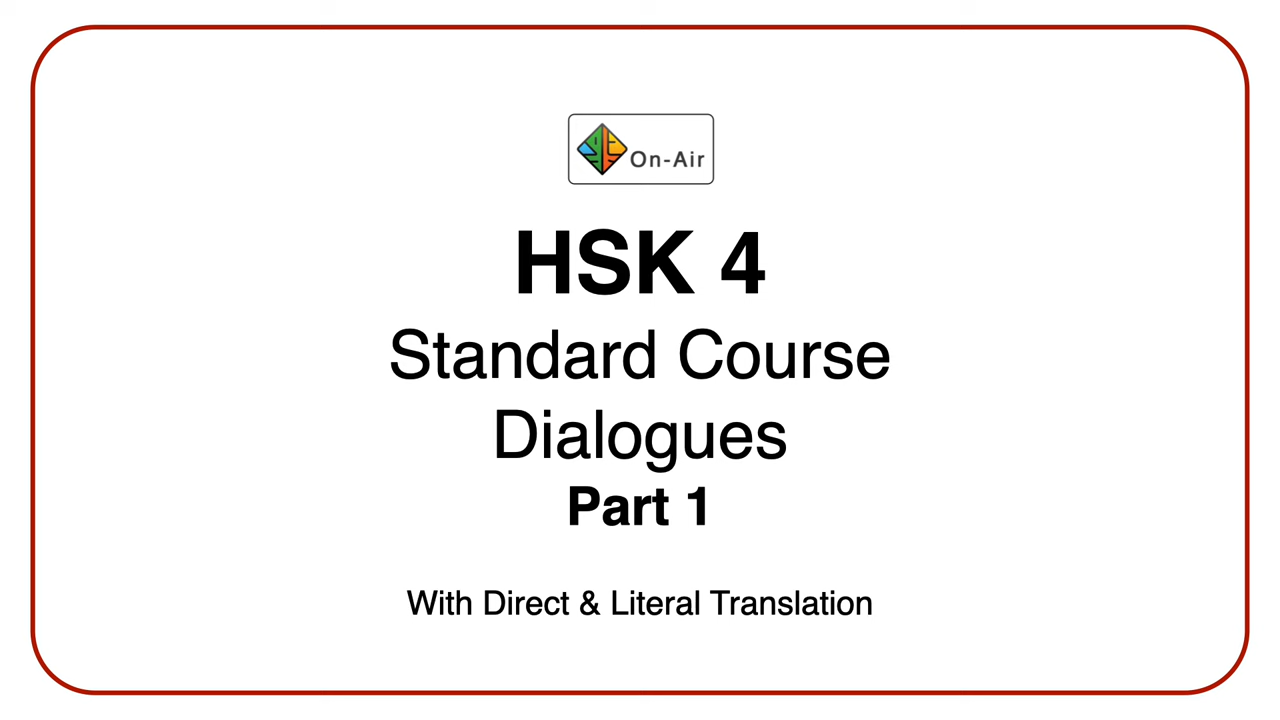 On-Air
HSK 4
Standard Course
Dialogues
Part 1
With Direct & Literal Translation